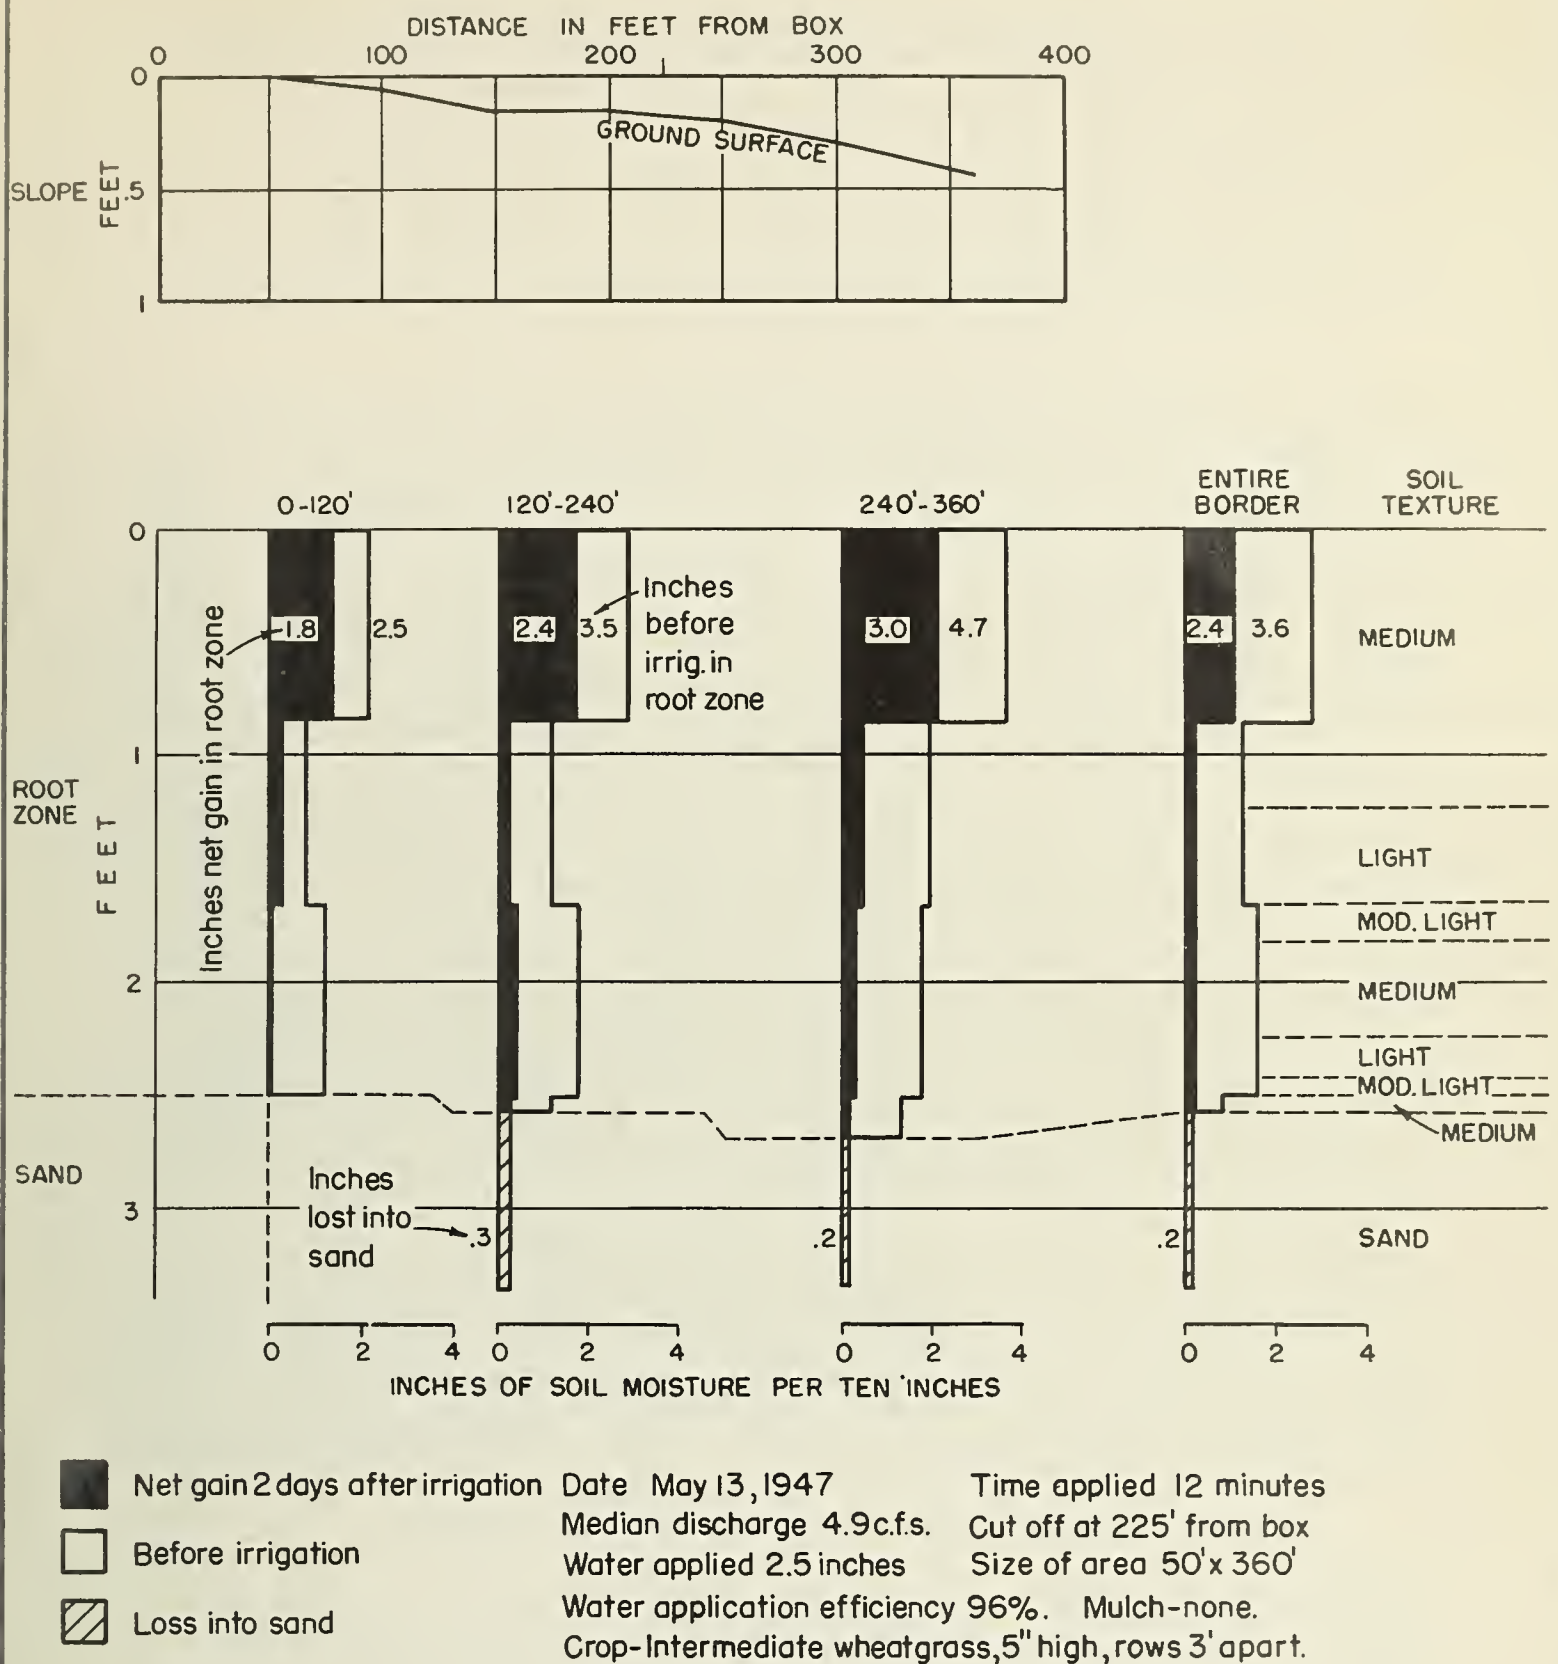 DISTANCE IN FEET FROM BOX
0 100 200 300 400
0
SLOPE
FEET
.5
1
GROUND SURFACE
0-120' 120'-240' 240'-360'
ENTIRE
BORDER
SOIL
TEXTURE
0
1
2
3
ROOT
ZONE
FEET
SAND
Inches net gain in root zone
1.8 2.5
2.4 3.5
Inches
before
irrig. in
root zone
3.0 4.7
2.4 3.6
MEDIUM
LIGHT
MOD. LIGHT
MEDIUM
LIGHT
MOD. LIGHT
MEDIUM
SAND
Inches
lost into
sand
.3
.2
.2
0 2 4 0 2 4 0 2 4 0 2 4
INCHES OF SOIL MOISTURE PER TEN INCHES
Net gain 2 days after irrigation
Before irrigation
Loss into sand
Date May 13, 1947 Time applied 12 minutes
Median discharge 4.9 c.f.s. Cut off at 225' from box
Water applied 2.5 inches Size of area 50' x 360'
Water application efficiency 96%. Mulch-none.
Crop-Intermediate wheatgrass, 5" high, rows 3' apart.